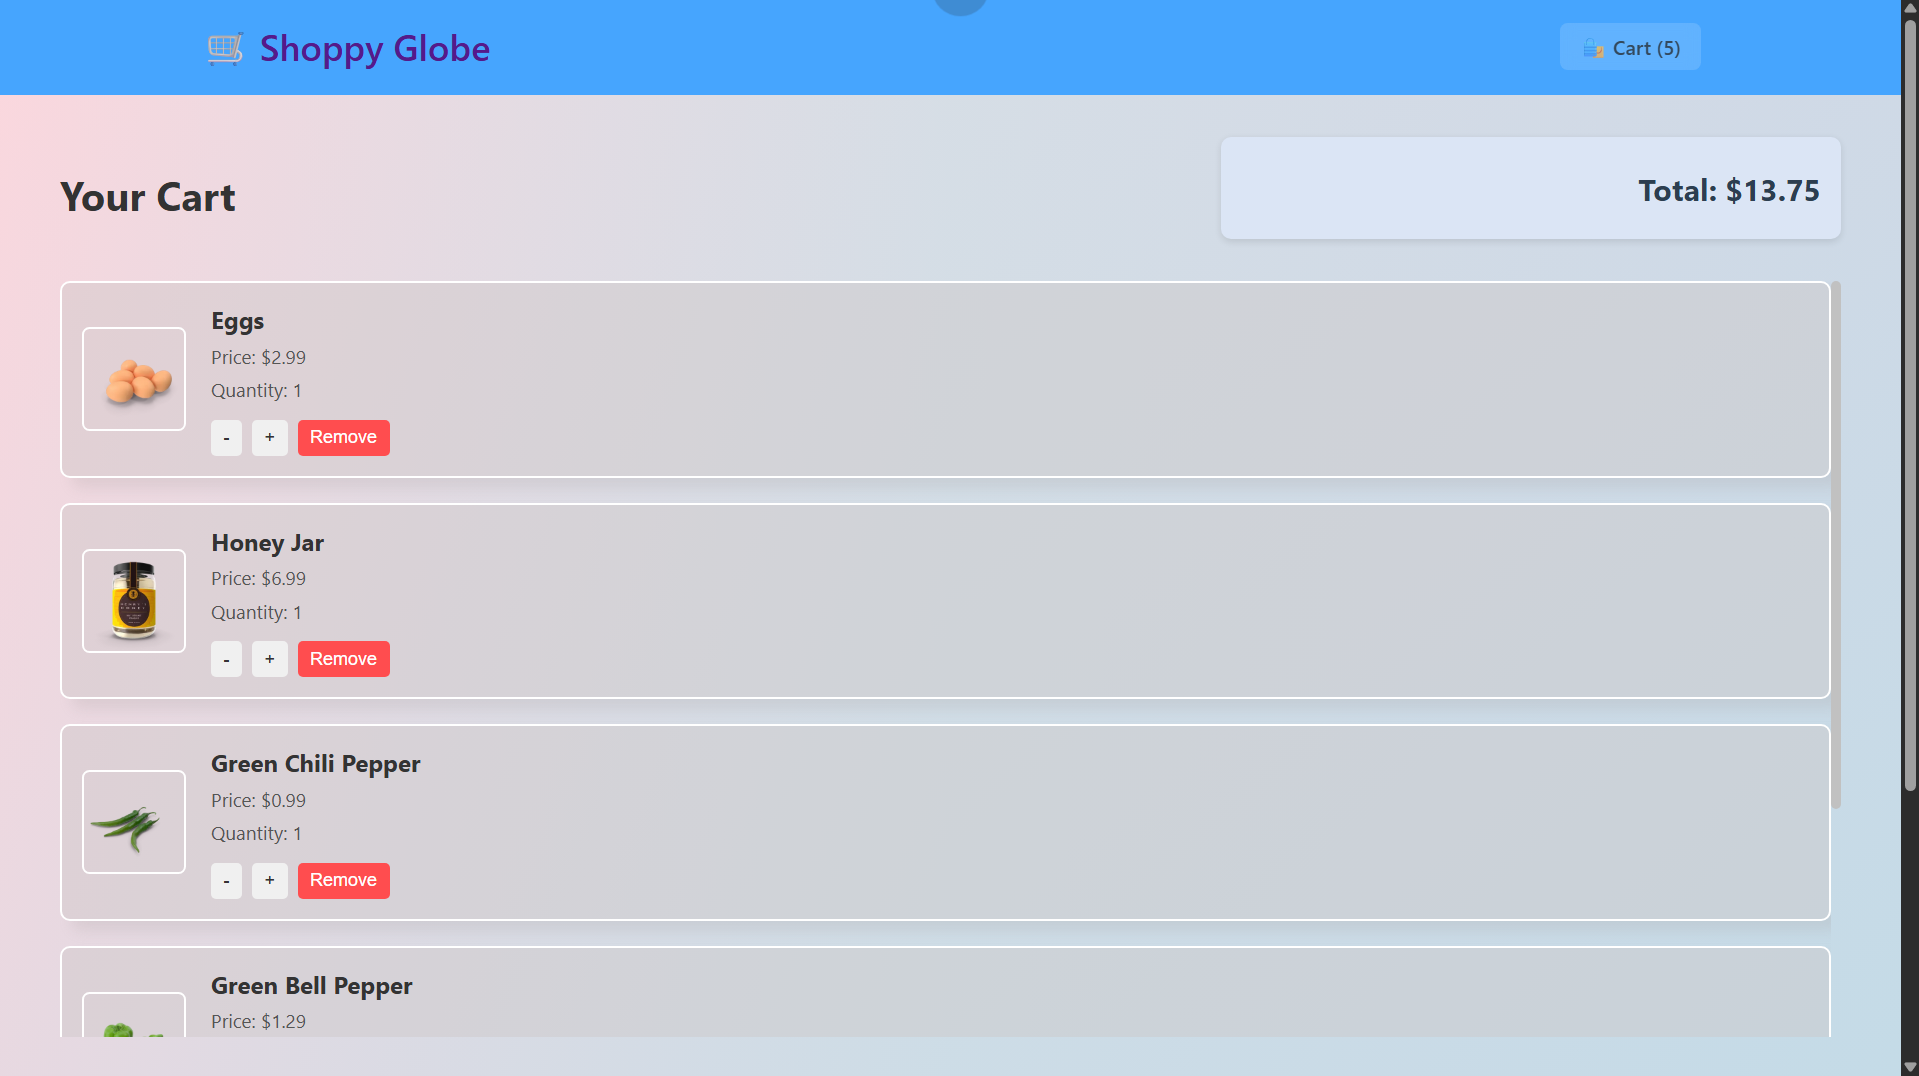 Shoppy Globe
Cart (5)
Your Cart
Total: $13.75
Eggs
Price: $2.99
Quantity: 1
- + Remove
Honey Jar
Price: $6.99
Quantity: 1
- + Remove
Green Chili Pepper
Price: $0.99
Quantity: 1
- + Remove
Green Bell Pepper
Price: $1.29